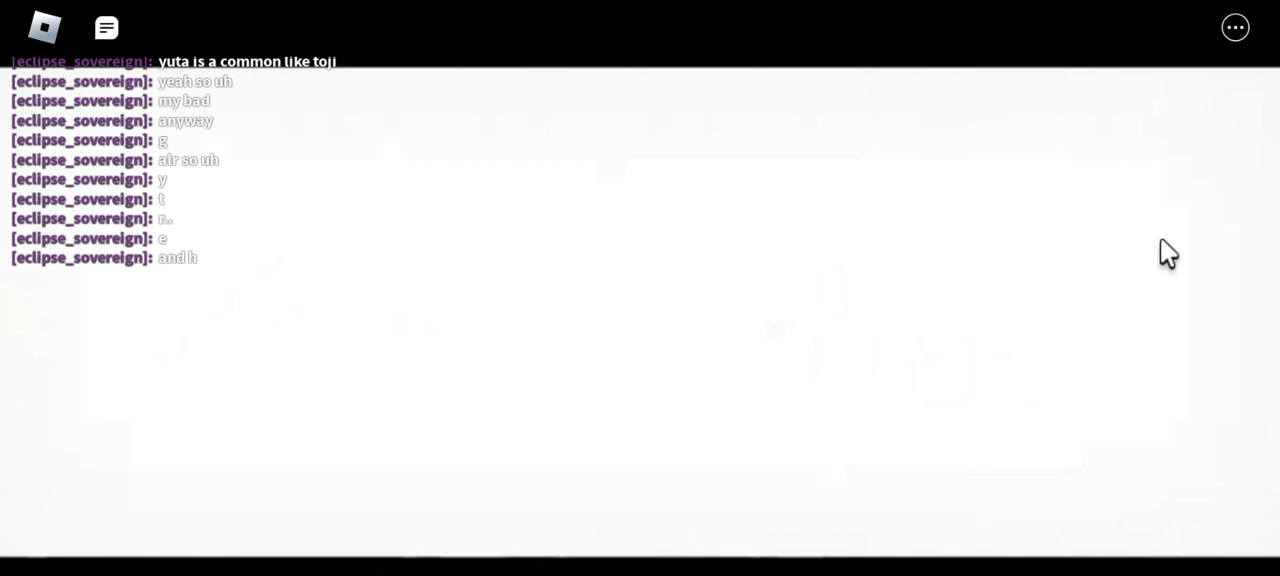 [eclipse_sovereign]: yuta is a common like toji
[eclipse_sovereign]: yeah so uh
[eclipse_sovereign]: my bad
[eclipse_sovereign]: anyway
[eclipse_sovereign]: g
[eclipse_sovereign]: alr so uh
[eclipse_sovereign]: y
[eclipse_sovereign]: t
[eclipse_sovereign]: r..
[eclipse_sovereign]: e
[eclipse_sovereign]: and h